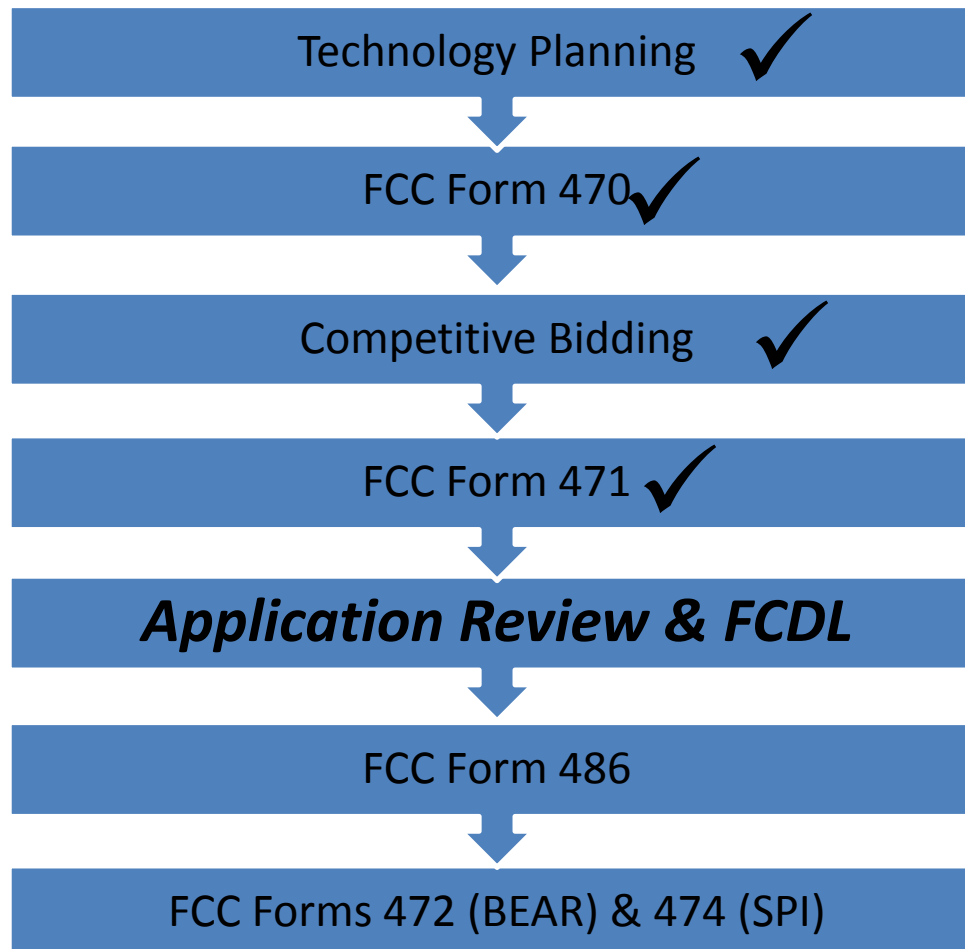 Technology Planning
FCC Form 470
Competitive Bidding
FCC Form 471
Application Review & FCDL
FCC Form 486
FCC Forms 472 (BEAR) & 474 (SPI)